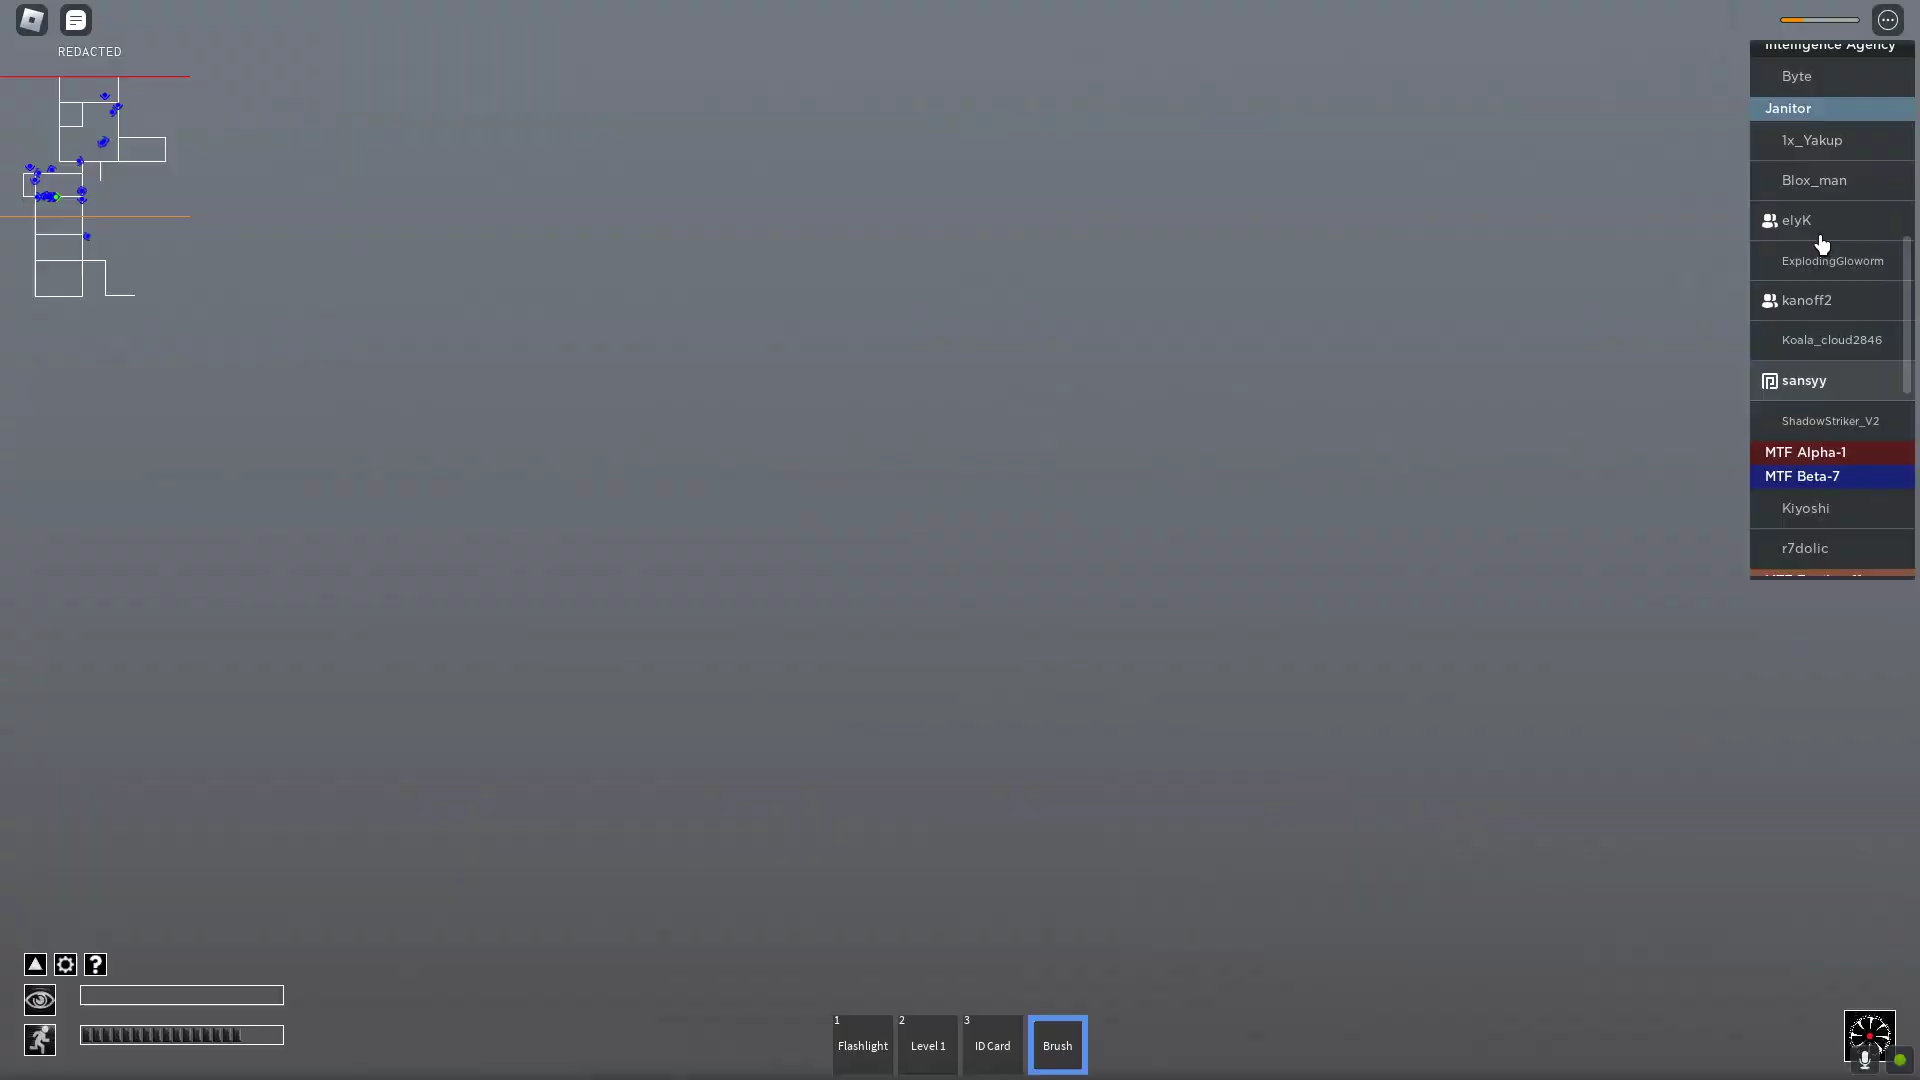 REDACTED
Intelligence Agency
Byte
Janitor
1x_Yakup
Blox_man
elyK
ExplodingGloworm
kanoff2
Koala_cloud2846
sansyy
ShadowStriker_V2
MTF Alpha-1
MTF Beta-7
Kiyoshi
r7dolic
?
1
Flashlight
2
Level 1
3
ID Card
Brush